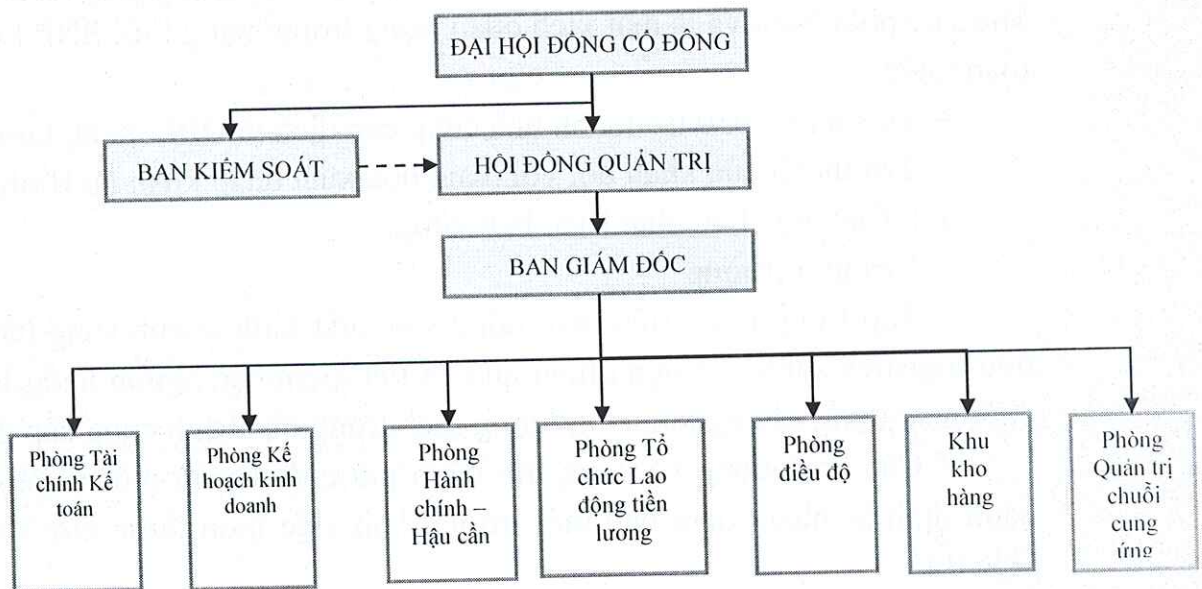 ĐẠI HỘI ĐỒNG CỔ ĐÔNG
BAN KIỂM SOÁT
HỘI ĐỒNG QUẢN TRỊ
BAN GIÁM ĐỐC
Phòng Tài
chính Kế
toán
Phòng Kế
hoạch kinh
doanh
Phòng
Hành
chính –
Hậu cần
Phòng Tổ
chức Lao
động tiền
lương
Phòng
điều độ
Khu
kho
hàng
Phòng
Quản trị
chuỗi
cung
ứng